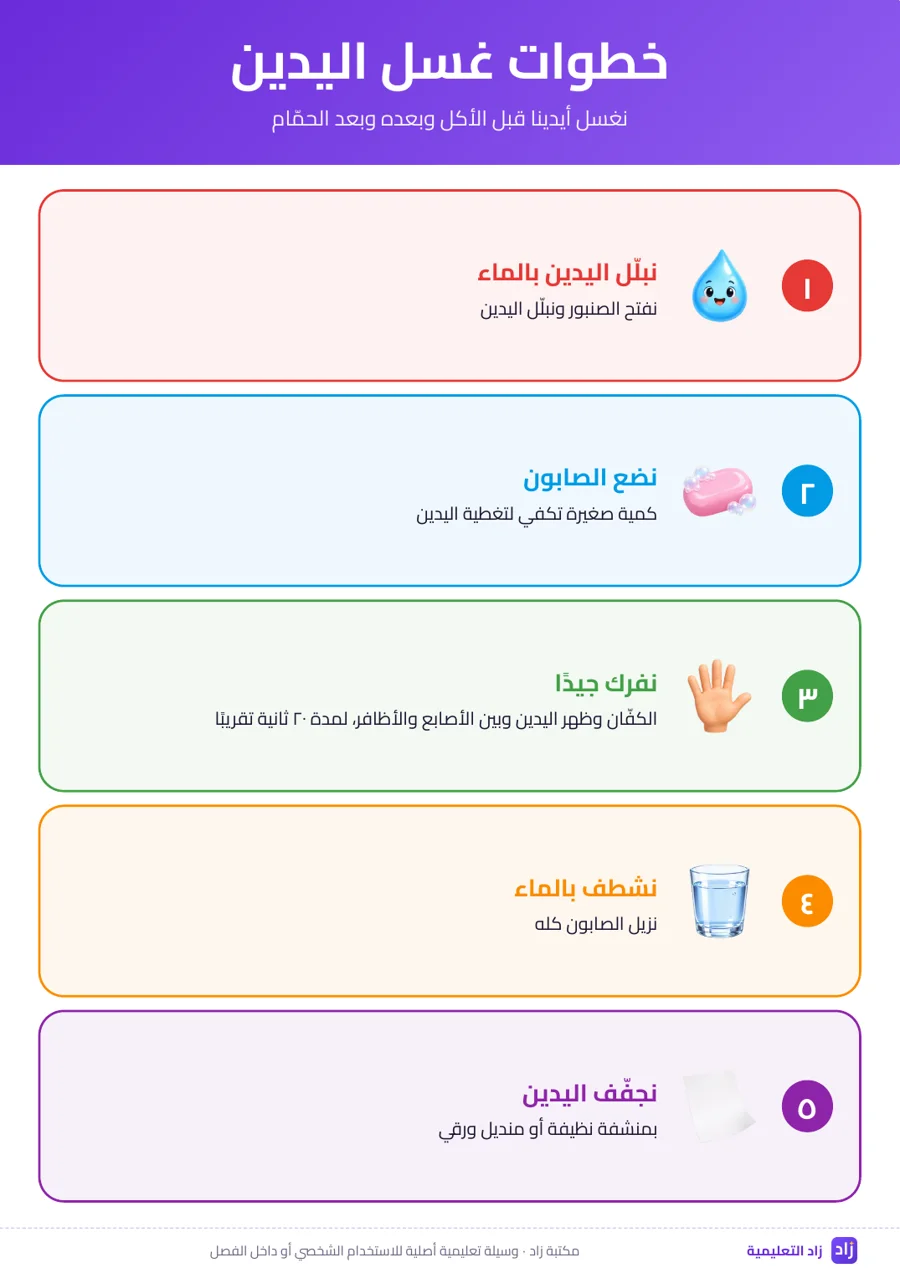 خطوات غسل اليدين
نغسل أيدينا قبل الأكل وبعده وبعد الحمّام
١
نبلّل اليدين بالماء
نفتح الصنبور ونبلّل اليدين
٢
نضع الصابون
كمية صغيرة تكفي لتغطية اليدين
٣
نفرك جيدًا
الكفّان وظهر اليدين وبين الأصابع والأظافر، لمدة ٢٠ ثانية تقريبًا
٤
نشطف بالماء
نزيل الصابون كله
٥
نجفّف اليدين
بمنشفة نظيفة أو منديل ورقي
زاد زاد التعليمية
مكتبة زاد · وسيلة تعليمية أصلية للاستخدام الشخصي أو داخل الفصل